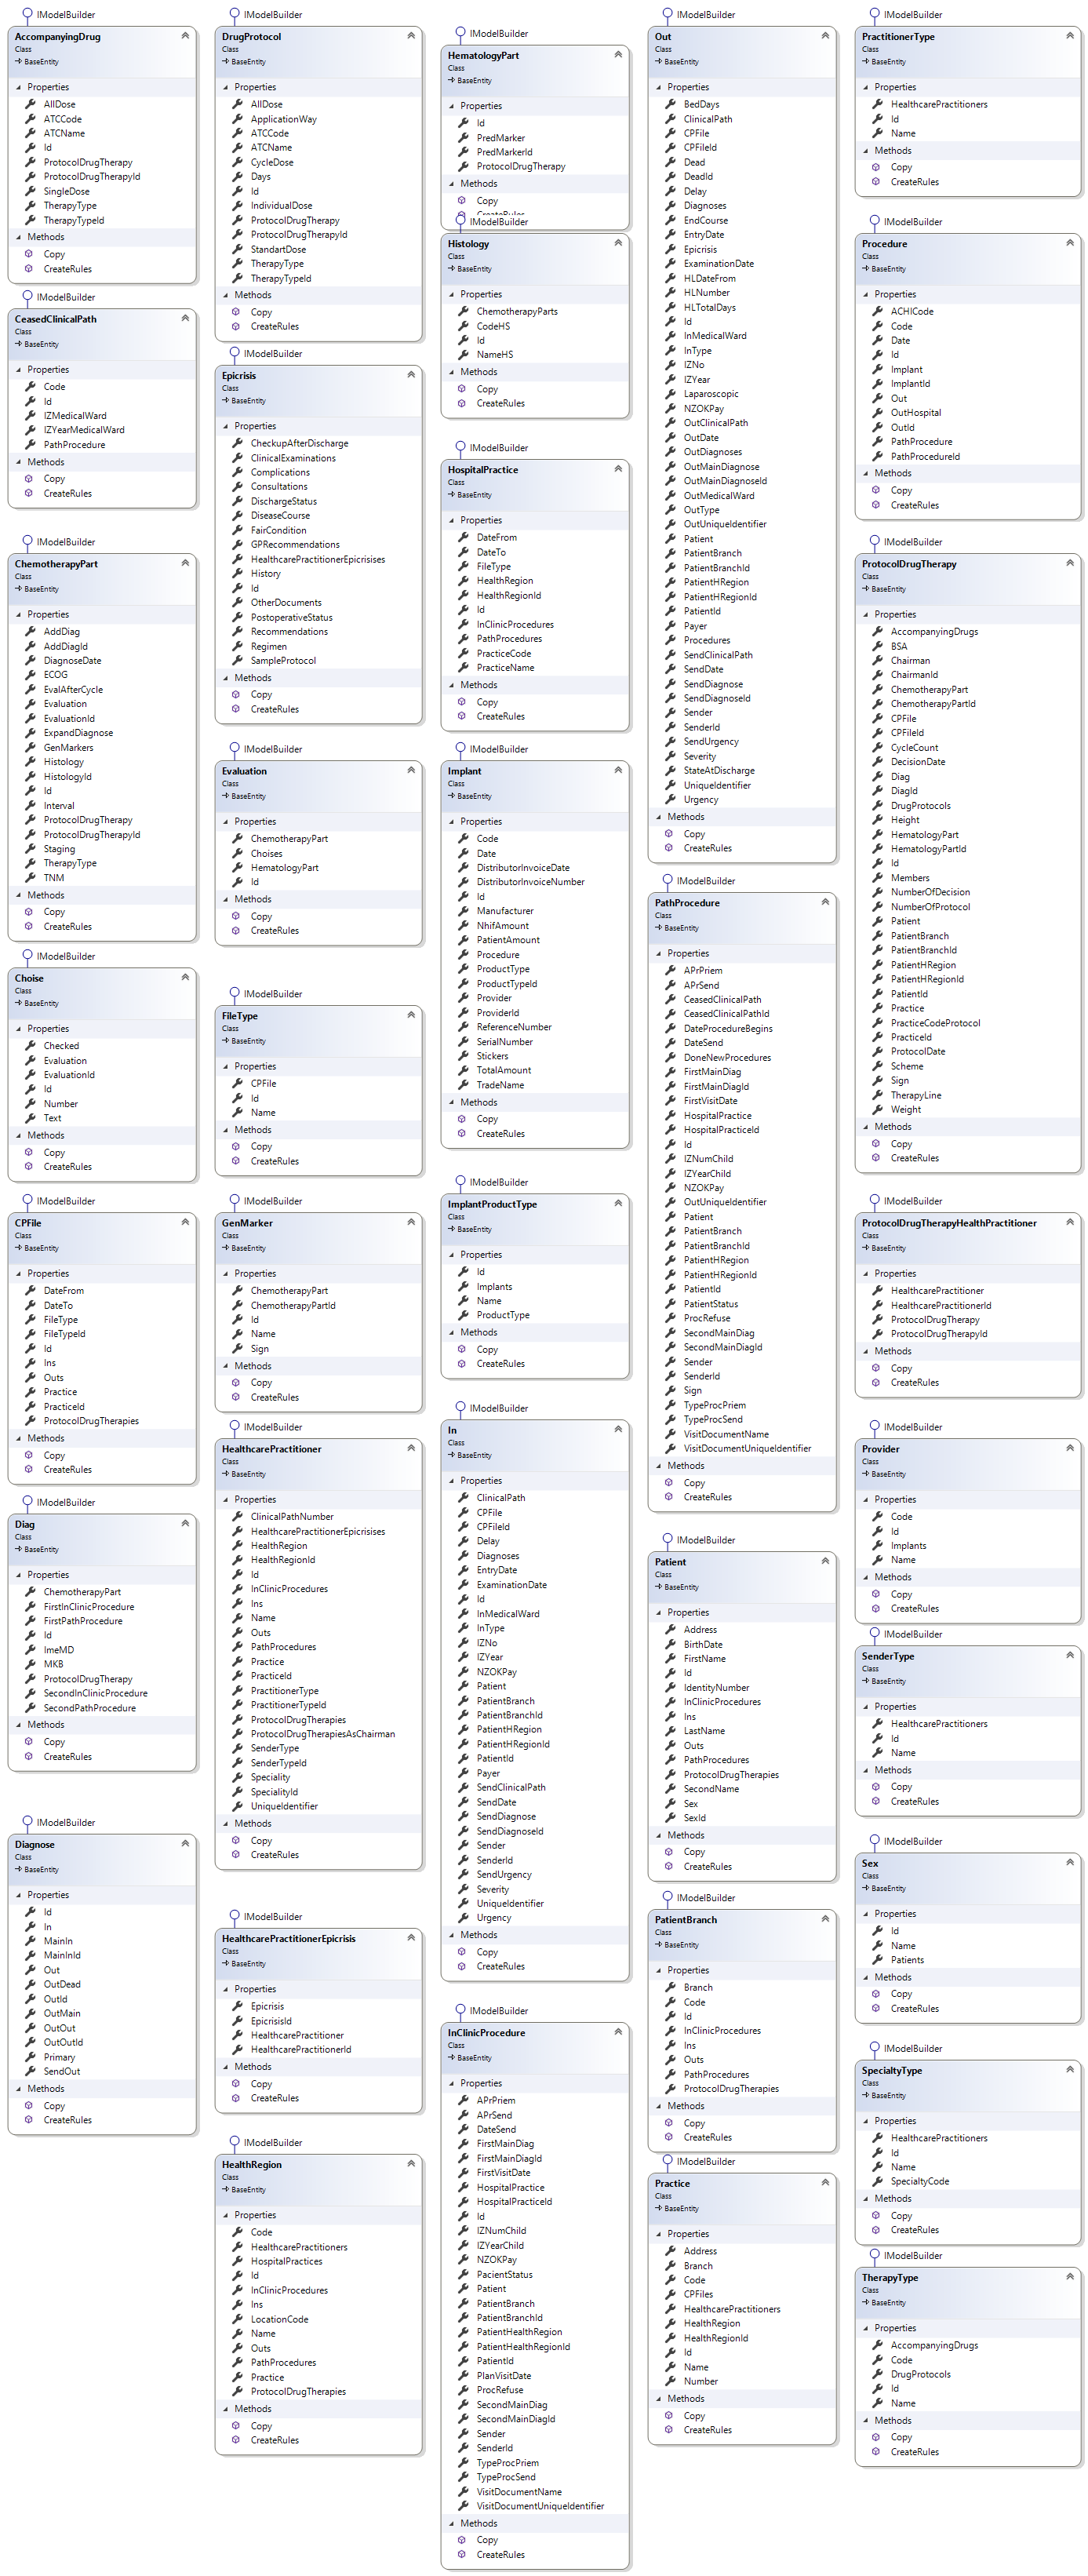 IModelBuilder
AccompanyingDrug
Class
BaseEntity
Properties
AllDose
ATCCode
ATCName
Id
ProtocolDrugTherapy
ProtocolDrugTherapyId
SingleDose
TherapyType
TherapyTypeId
Methods
Copy
CreateRules
IModelBuilder
CeasedClinicalPath
Class
BaseEntity
Properties
Code
Id
IZMedicalWard
IZYearMedicalWard
PathProcedure
Methods
Copy
CreateRules
IModelBuilder
ChemotherapyPart
Class
BaseEntity
Properties
AddDiag
AddDiagId
DiagnoseDate
ECOG
EvalAfterCycle
Evaluation
EvaluationId
ExpandDiagnose
GenMarkers
Histology
HistologyId
Id
Interval
ProtocolDrugTherapy
ProtocolDrugTherapyId
Staging
TherapyType
TNM
Methods
Copy
CreateRules
IModelBuilder
Choise
Class
BaseEntity
Properties
Checked
Evaluation
EvaluationId
Id
Number
Text
Methods
Copy
CreateRules
IModelBuilder
CPFile
Class
BaseEntity
Properties
DateFrom
DateTo
FileType
FileTypeId
Id
Ins
Outs
Practice
PracticeId
ProtocolDrugTherapies
Methods
Copy
CreateRules
IModelBuilder
Diag
Class
BaseEntity
Properties
ChemotherapyPart
FirstInClinicProcedure
FirstPathProcedure
Id
ImeMD
MKB
ProtocolDrugTherapy
SecondInClinicProcedure
SecondPathProcedure
Methods
Copy
CreateRules
IModelBuilder
Diagnose
Class
BaseEntity
Properties
Id
In
MainIn
MainInId
Out
OutDead
OutId
OutMain
OutOut
OutOutId
Primary
SendOut
Methods
Copy
CreateRules
IModelBuilder
DrugProtocol
Class
BaseEntity
Properties
AllDose
ApplicationWay
ATCCode
ATCName
CycleDose
Days
Id
IndividualDose
ProtocolDrugTherapy
ProtocolDrugTherapyId
StandartDose
TherapyType
TherapyTypeId
Methods
Copy
CreateRules
IModelBuilder
Epicrisis
Class
BaseEntity
Properties
CheckupAfterDischarge
ClinicalExaminations
Complications
Consultations
DischargeStatus
DiseaseCourse
FairCondition
GPRecommendations
HealthcarePractitionerEpicrisises
History
Id
OtherDocuments
PostoperativeStatus
Recommendations
Regimen
SampleProtocol
Methods
Copy
CreateRules
IModelBuilder
Evaluation
Class
BaseEntity
Properties
ChemotherapyPart
Choises
HematologyPart
Id
Methods
Copy
CreateRules
IModelBuilder
FileType
Class
BaseEntity
Properties
CPFile
Id
Name
Methods
Copy
CreateRules
IModelBuilder
GenMarker
Class
BaseEntity
Properties
ChemotherapyPart
ChemotherapyPartId
Id
Name
Sign
Methods
Copy
CreateRules
IModelBuilder
HealthcarePractitioner
Class
BaseEntity
Properties
ClinicalPathNumber
HealthcarePractitionerEpicrisises
HealthRegion
HealthRegionId
Id
InClinicProcedures
Ins
Name
Outs
PathProcedures
Practice
PracticeId
PractitionerType
PractitionerTypeId
ProtocolDrugTherapies
ProtocolDrugTherapiesAsChairman
SenderType
SenderTypeId
Speciality
SpecialityId
UniqueIdentifier
Methods
Copy
CreateRules
IModelBuilder
HealthcarePractitionerEpicrisis
Class
BaseEntity
Properties
Epicrisis
EpicrisisId
HealthcarePractitioner
HealthcarePractitionerId
Methods
Copy
CreateRules
IModelBuilder
HealthRegion
Class
BaseEntity
Properties
Code
HealthcarePractitioners
HospitalPractices
Id
InClinicProcedures
Ins
LocationCode
Name
Outs
PathProcedures
Practice
ProtocolDrugTherapies
Methods
Copy
CreateRules
IModelBuilder
HematologyPart
Class
BaseEntity
Properties
Id
PredMarker
PredMarkerId
ProtocolDrugTherapy
Methods
Copy
CreateRules
IModelBuilder
Histology
Class
BaseEntity
Properties
ChemotherapyParts
CodeHS
Id
NameHS
Methods
Copy
CreateRules
IModelBuilder
HospitalPractice
Class
BaseEntity
Properties
DateFrom
DateTo
FileType
HealthRegion
HealthRegionId
Id
InClinicProcedures
PathProcedures
PracticeCode
PracticeName
Methods
Copy
CreateRules
IModelBuilder
Implant
Class
BaseEntity
Properties
Code
Date
DistributorInvoiceDate
DistributorInvoiceNumber
Id
Manufacturer
NhifAmount
PatientAmount
Procedure
ProductType
ProductTypeId
Provider
ProviderId
ReferenceNumber
SerialNumber
Stickers
TotalAmount
TradeName
Methods
Copy
CreateRules
IModelBuilder
ImplantProductType
Class
BaseEntity
Properties
Id
Implants
Name
ProductType
Methods
Copy
CreateRules
IModelBuilder
In
Class
BaseEntity
Properties
ClinicalPath
CPFile
CPFileId
Delay
Diagnoses
EntryDate
ExaminationDate
Id
InMedicalWard
InType
IZNo
IZYear
NZOKPay
Patient
PatientBranch
PatientBranchId
PatientHRegion
PatientHRegionId
PatientId
Payer
SendClinicalPath
SendDate
SendDiagnose
SendDiagnoseId
Sender
SenderId
SendUrgency
Severity
UniqueIdentifier
Urgency
Methods
Copy
CreateRules
IModelBuilder
InClinicProcedure
Class
BaseEntity
Properties
APrPriem
APrSend
DateSend
FirstMainDiag
FirstMainDiagId
FirstVisitDate
HospitalPractice
HospitalPracticeId
Id
IZNumChild
IZYearChild
NZOKPay
PacientStatus
Patient
PatientBranch
PatientBranchId
PatientHealthRegion
PatientHealthRegionId
PatientId
PlanVisitDate
ProcRefuse
SecondMainDiag
SecondMainDiagId
Sender
SenderId
TypeProcPriem
TypeProcSend
VisitDocumentName
VisitDocumentUniqueIdentifier
Methods
Copy
CreateRules
IModelBuilder
Out
Class
BaseEntity
Properties
BedDays
ClinicalPath
CPFile
CPFileId
Dead
DeadId
Delay
Diagnoses
EndCourse
EntryDate
Epicrisis
ExaminationDate
HLDateFrom
HLNumber
HLTotalDays
Id
InMedicalWard
InType
IZNo
IZYear
Laparoscopic
NZOKPay
OutClinicalPath
OutDate
OutDiagnoses
OutMainDiagnose
OutMainDiagnoseId
OutMedicalWard
OutType
OutUniqueIdentifier
Patient
PatientBranch
PatientBranchId
PatientHRegion
PatientHRegionId
PatientId
Payer
Procedures
SendClinicalPath
SendDate
SendDiagnose
SendDiagnoseId
Sender
SenderId
SendUrgency
Severity
StateAtDischarge
UniqueIdentifier
Urgency
Methods
Copy
CreateRules
IModelBuilder
PathProcedure
Class
BaseEntity
Properties
APrPriem
APrSend
CeasedClinicalPath
CeasedClinicalPathId
DateProcedureBegins
DateSend
DoneNewProcedures
FirstMainDiag
FirstMainDiagId
FirstVisitDate
HospitalPractice
HospitalPracticeId
Id
IZNumChild
IZYearChild
NZOKPay
OutUniqueIdentifier
Patient
PatientBranch
PatientBranchId
PatientHRegion
PatientHRegionId
PatientId
PatientStatus
ProcRefuse
SecondMainDiag
SecondMainDiagId
Sender
SenderId
Sign
TypeProcPriem
TypeProcSend
VisitDocumentName
VisitDocumentUniqueIdentifier
Methods
Copy
CreateRules
IModelBuilder
Patient
Class
BaseEntity
Properties
Address
BirthDate
FirstName
Id
IdentityNumber
InClinicProcedures
Ins
LastName
Outs
PathProcedures
ProtocolDrugTherapies
SecondName
Sex
SexId
Methods
Copy
CreateRules
IModelBuilder
PatientBranch
Class
BaseEntity
Properties
Branch
Code
Id
InClinicProcedures
Ins
Outs
PathProcedures
ProtocolDrugTherapies
Methods
Copy
CreateRules
IModelBuilder
Practice
Class
BaseEntity
Properties
Address
Branch
Code
CPFiles
HealthcarePractitioners
HealthRegion
HealthRegionId
Id
Name
Number
Methods
Copy
CreateRules
IModelBuilder
PractitionerType
Class
BaseEntity
Properties
HealthcarePractitioners
Id
Name
Methods
Copy
CreateRules
IModelBuilder
Procedure
Class
BaseEntity
Properties
ACHICode
Code
Date
Id
Implant
ImplantId
Out
OutHospital
OutId
PathProcedure
PathProcedureId
Methods
Copy
CreateRules
IModelBuilder
ProtocolDrugTherapy
Class
BaseEntity
Properties
AccompanyingDrugs
BSA
Chairman
ChairmanId
ChemotherapyPart
ChemotherapyPartId
CPFile
CPFileId
CycleCount
DecisionDate
Diag
DiagId
DrugProtocols
Height
HematologyPart
HematologyPartId
Id
Members
NumberOfDecision
NumberOfProtocol
Patient
PatientBranch
PatientBranchId
PatientHRegion
PatientHRegionId
PatientId
Practice
PracticeCodeProtocol
PracticeId
ProtocolDate
Scheme
Sign
TherapyLine
Weight
Methods
Copy
CreateRules
IModelBuilder
ProtocolDrugTherapyHealthPractitioner
Class
BaseEntity
Properties
HealthcarePractitioner
HealthcarePractitionerId
ProtocolDrugTherapy
ProtocolDrugTherapyId
Methods
Copy
CreateRules
IModelBuilder
Provider
Class
BaseEntity
Properties
Code
Id
Implants
Name
Methods
Copy
CreateRules
IModelBuilder
SenderType
Class
BaseEntity
Properties
HealthcarePractitioners
Id
Name
Methods
Copy
CreateRules
IModelBuilder
Sex
Class
BaseEntity
Properties
Id
Name
Patients
Methods
Copy
CreateRules
IModelBuilder
SpecialtyType
Class
BaseEntity
Properties
HealthcarePractitioners
Id
Name
SpecialtyCode
Methods
Copy
CreateRules
IModelBuilder
TherapyType
Class
BaseEntity
Properties
AccompanyingDrugs
Code
DrugProtocols
Id
Name
Methods
Copy
CreateRules